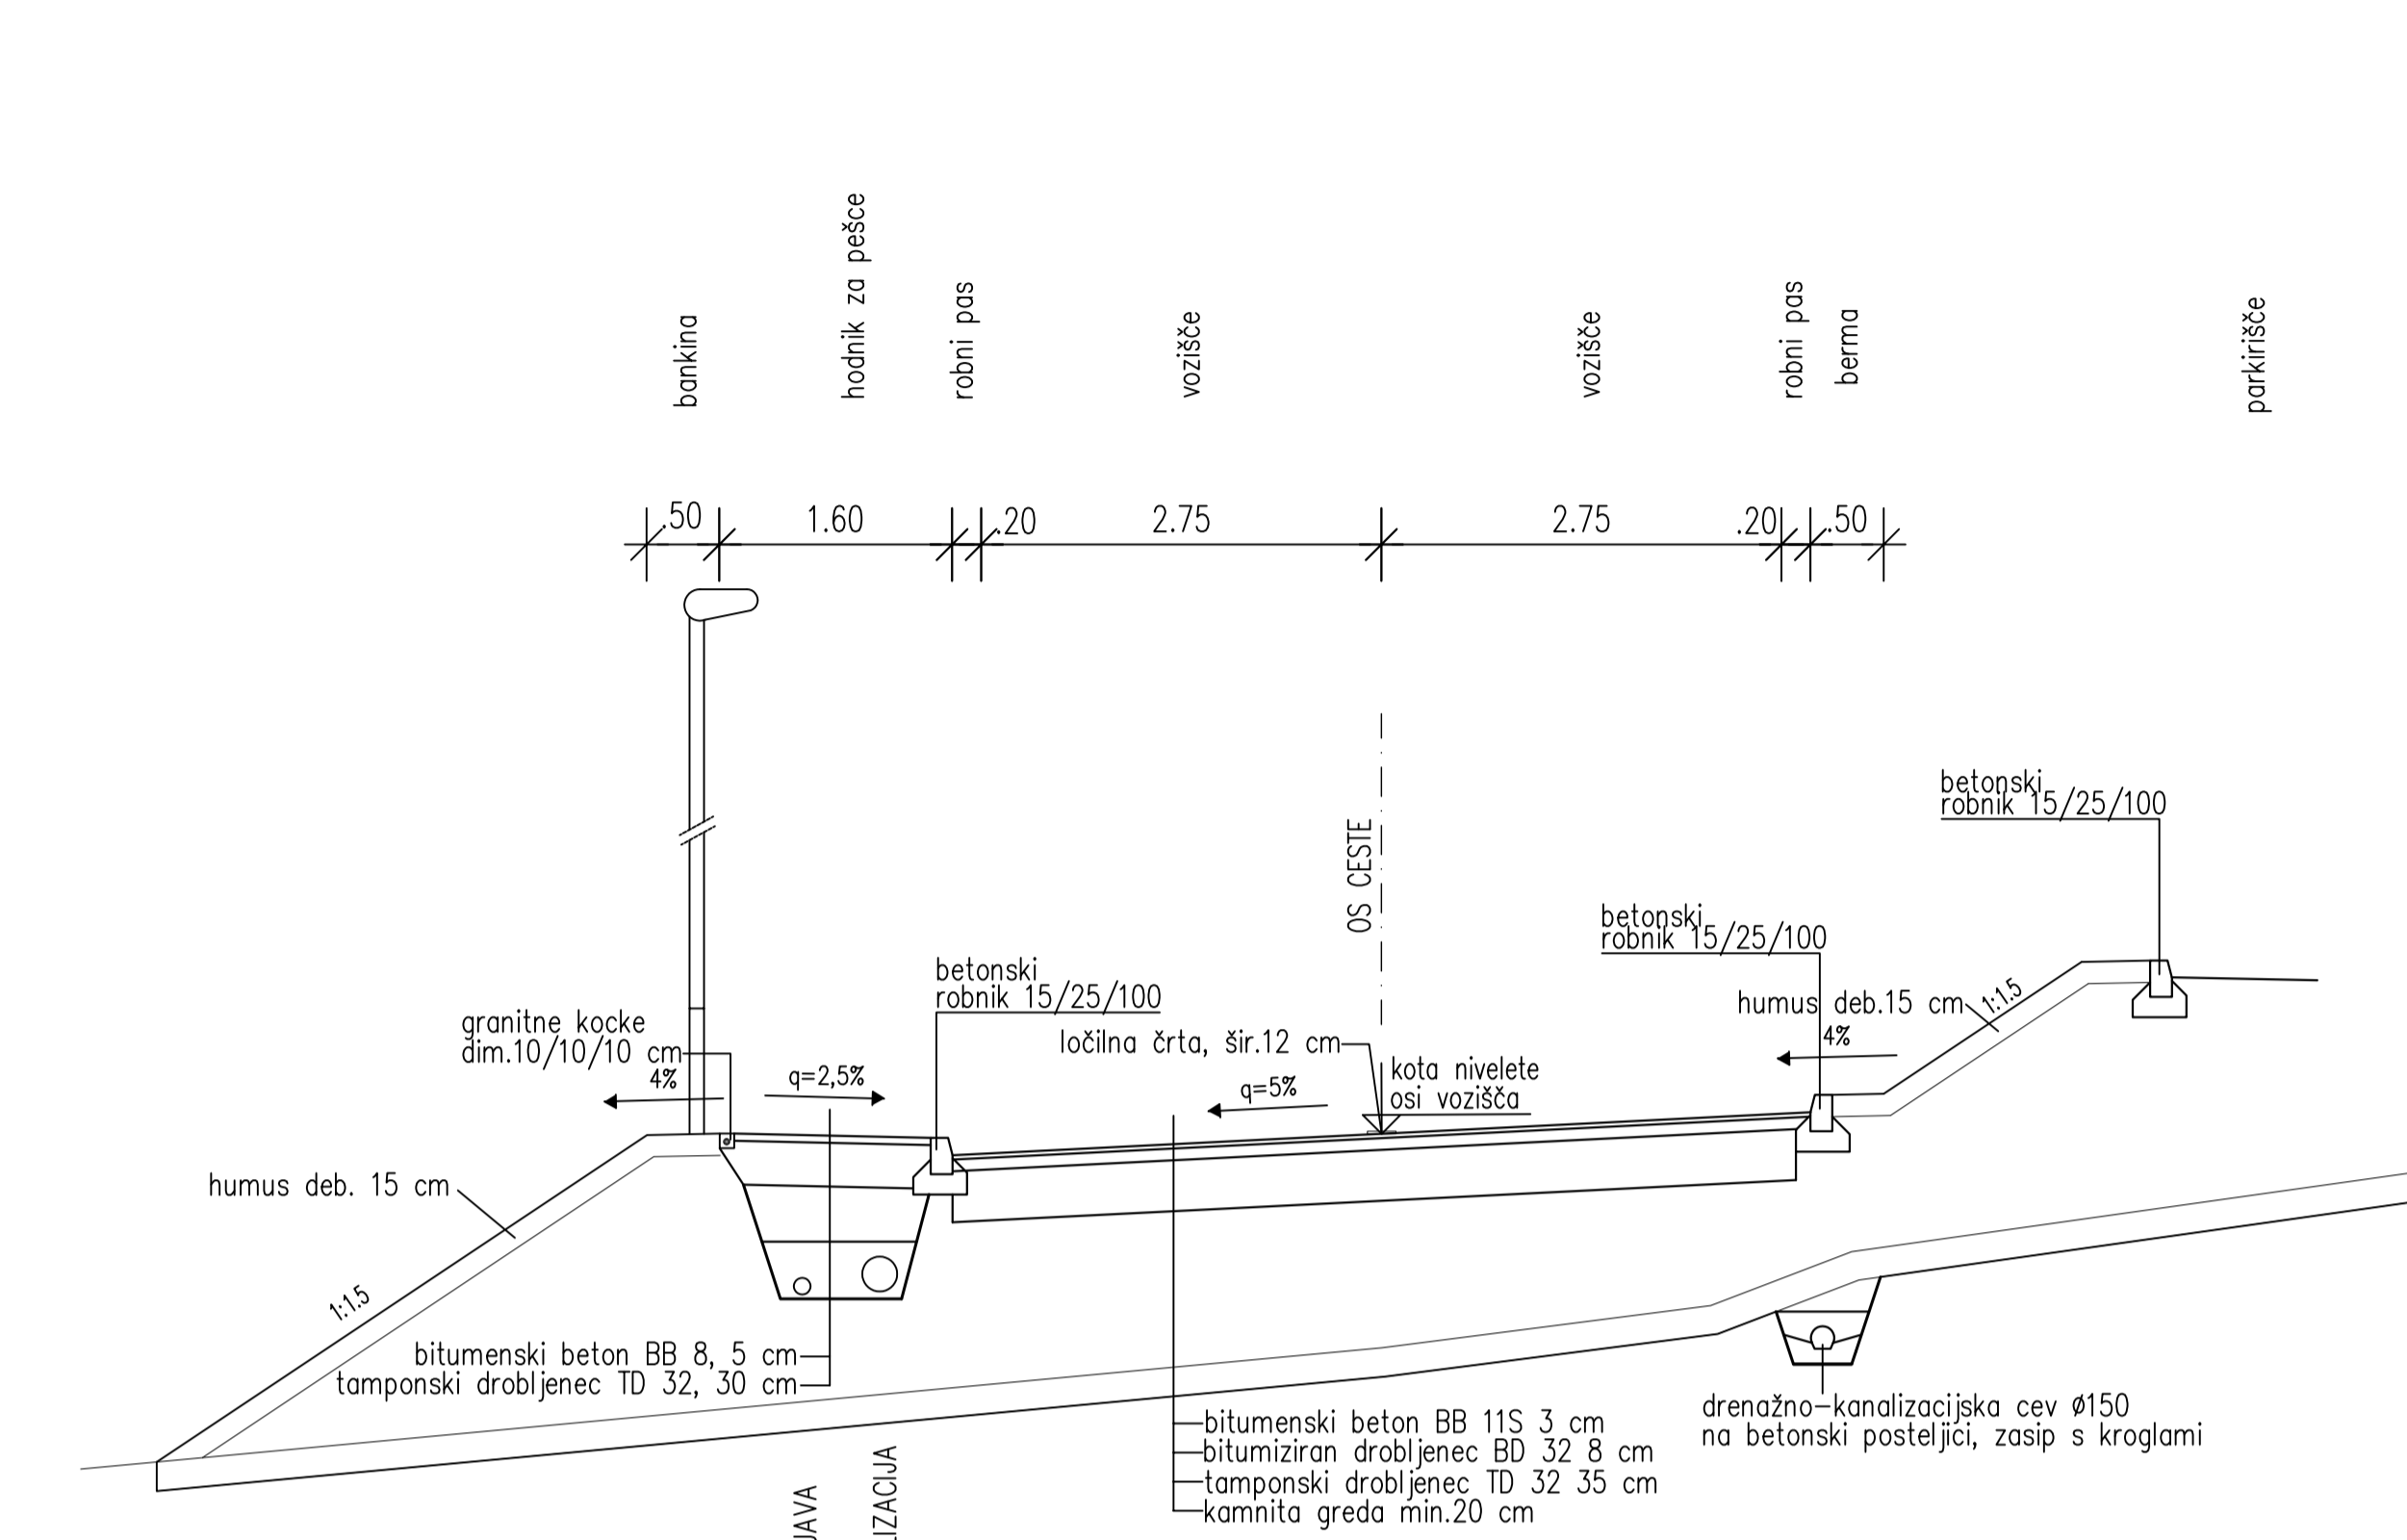 bankina
hodnik za pešce
robni pas
vozišče
vozišče
robni pas
berma
parkirišče
.50
1.60
.20
2.75
2.75
.20
.50
OS CESTE
betonski
robnik 15/25/100
betonski
robnik 15/25/100
betonski
robnik 15/25/100
granitne kocke
dim.10/10/10 cm
4%
q=2,5%
ločilna črta, šir.12 cm
q=5%
kota nivelete
osi vozišča
humus deb.15 cm
1:1.5
4%
humus deb. 15 cm
1:1.5
bitumenski beton BB 8, 5 cm
tamponski drobljenec TD 32, 30 cm
bitumenski beton BB 11S 3 cm
bitumiziran drobljenec BD 32 8 cm
tamponski drobljenec TD 32 35 cm
kamnita greda min.20 cm
drenažno-kanalizacijska cev Ø150
na betonski posteljici, zasip s kroglami
JAVA
IZACIJA